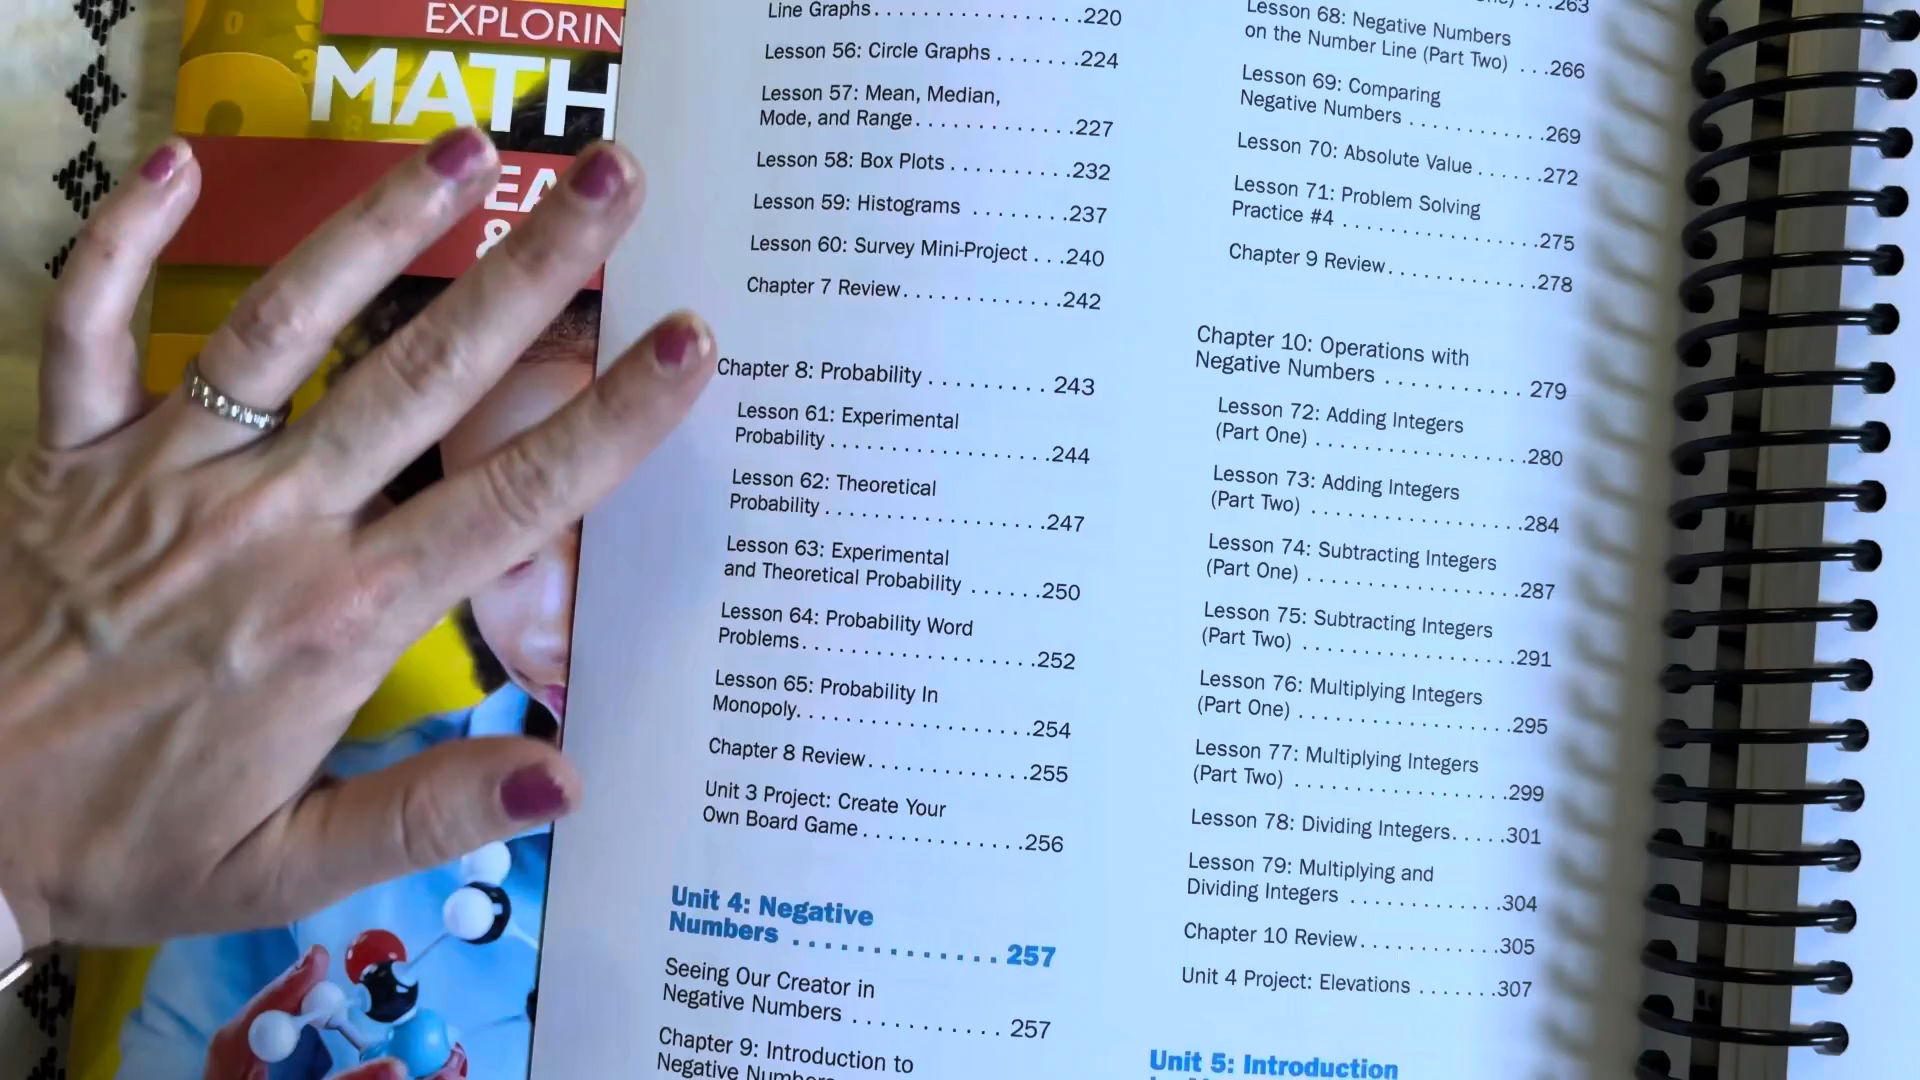 EXPLORIN
MATH
EA
&
Line Graphs . . . . . . . . . . . . . . . . .220
Lesson 56: Circle Graphs . . . . . . .224
Lesson 57: Mean, Median,
Mode, and Range. . . . . . . . . . . . .227
Lesson 58: Box Plots . . . . . . . . . .232
Lesson 59: Histograms . . . . . . . .237
Lesson 60: Survey Mini-Project . . .240
Chapter 7 Review. . . . . . . . . . . . .242
Chapter 8: Probability . . . . . . . . . 243
Lesson 61: Experimental
Probability . . . . . . . . . . . . . . . . . .244
Lesson 62: Theoretical
Probability . . . . . . . . . . . . . . . . . .247
Lesson 63: Experimental
and Theoretical Probability . . . . . .250
Lesson 64: Probability Word
Problems. . . . . . . . . . . . . . . . . . .252
Lesson 65: Probability In
Monopoly. . . . . . . . . . . . . . . . . . .254
Chapter 8 Review. . . . . . . . . . . . .255
Unit 3 Project: Create Your
Own Board Game . . . . . . . . . . . . .256
Unit 4: Negative
Numbers . . . . . . . . . . . . 257
Seeing Our Creator in
Negative Numbers . . . . . . . . . . . 257
Chapter 9: Introduction to
Negative Numbers
. . .263
Lesson 68: Negative Numbers
on the Number Line (Part Two) . . .266
Lesson 69: Comparing
Negative Numbers . . . . . . . . . . . .269
Lesson 70: Absolute Value . . . . . .272
Lesson 71: Problem Solving
Practice #4 . . . . . . . . . . . . . . . . .275
Chapter 9 Review. . . . . . . . . . . . .278
Chapter 10: Operations with
Negative Numbers . . . . . . . . . . . 279
Lesson 72: Adding Integers
(Part One) . . . . . . . . . . . . . . . . . .280
Lesson 73: Adding Integers
(Part Two) . . . . . . . . . . . . . . . . . .284
Lesson 74: Subtracting Integers
(Part One) . . . . . . . . . . . . . . . . . .287
Lesson 75: Subtracting Integers
(Part Two) . . . . . . . . . . . . . . . . . .291
Lesson 76: Multiplying Integers
(Part One) . . . . . . . . . . . . . . . . . .295
Lesson 77: Multiplying Integers
(Part Two) . . . . . . . . . . . . . . . . . .299
Lesson 78: Dividing Integers. . . . .301
Lesson 79: Multiplying and
Dividing Integers . . . . . . . . . . . . .304
Chapter 10 Review. . . . . . . . . . . .305
Unit 4 Project: Elevations . . . . . . .307
Unit 5: Introduction